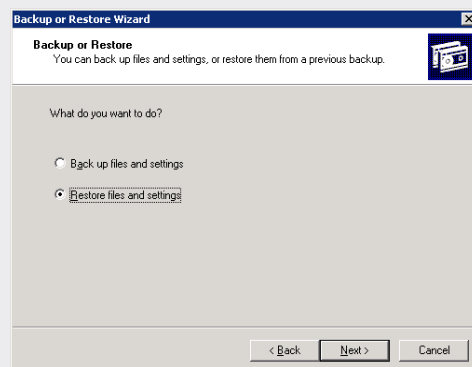 Backup or Restore Wizard
Backup or Restore
You can back up files and settings, or restore them from a previous backup.
What do you want to do?
Back up files and settings
Restore files and settings
< Back
Next >
Cancel